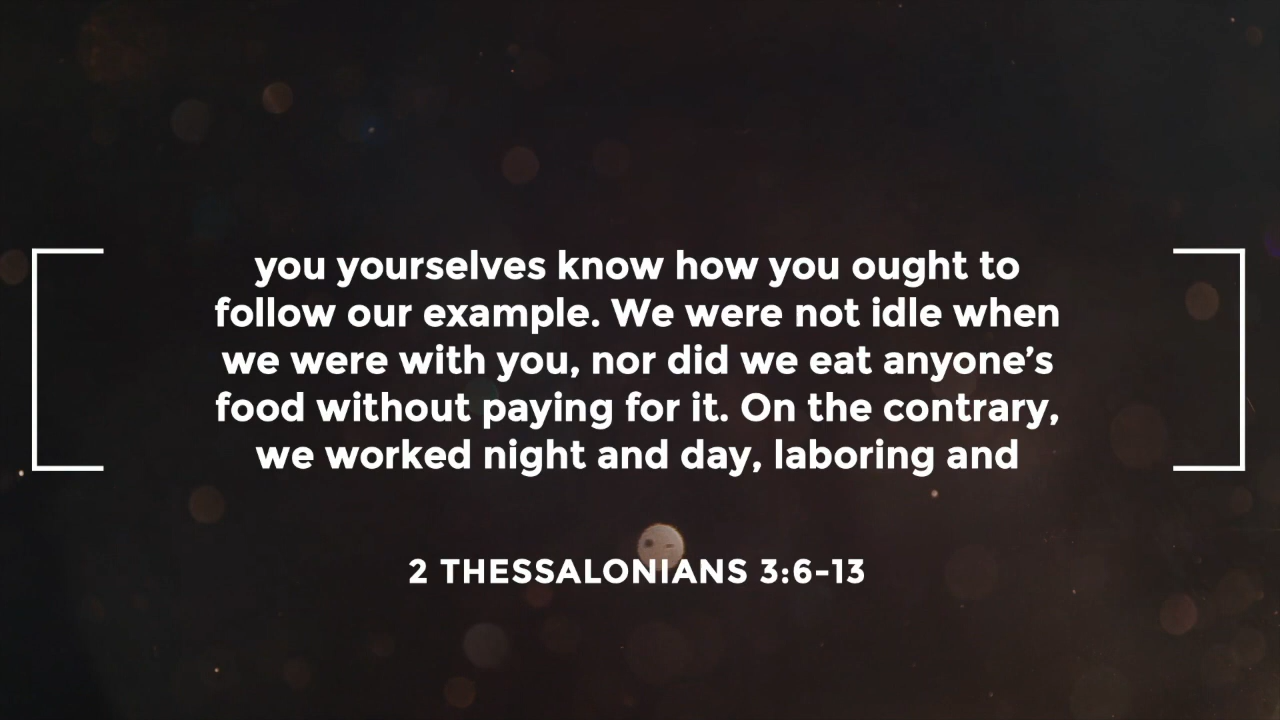 you yourselves know how you ought to
follow our example. We were not idle when
we were with you, nor did we eat anyone’s
food without paying for it. On the contrary,
we worked night and day, laboring and
2 THESSALONIANS 3:6-13